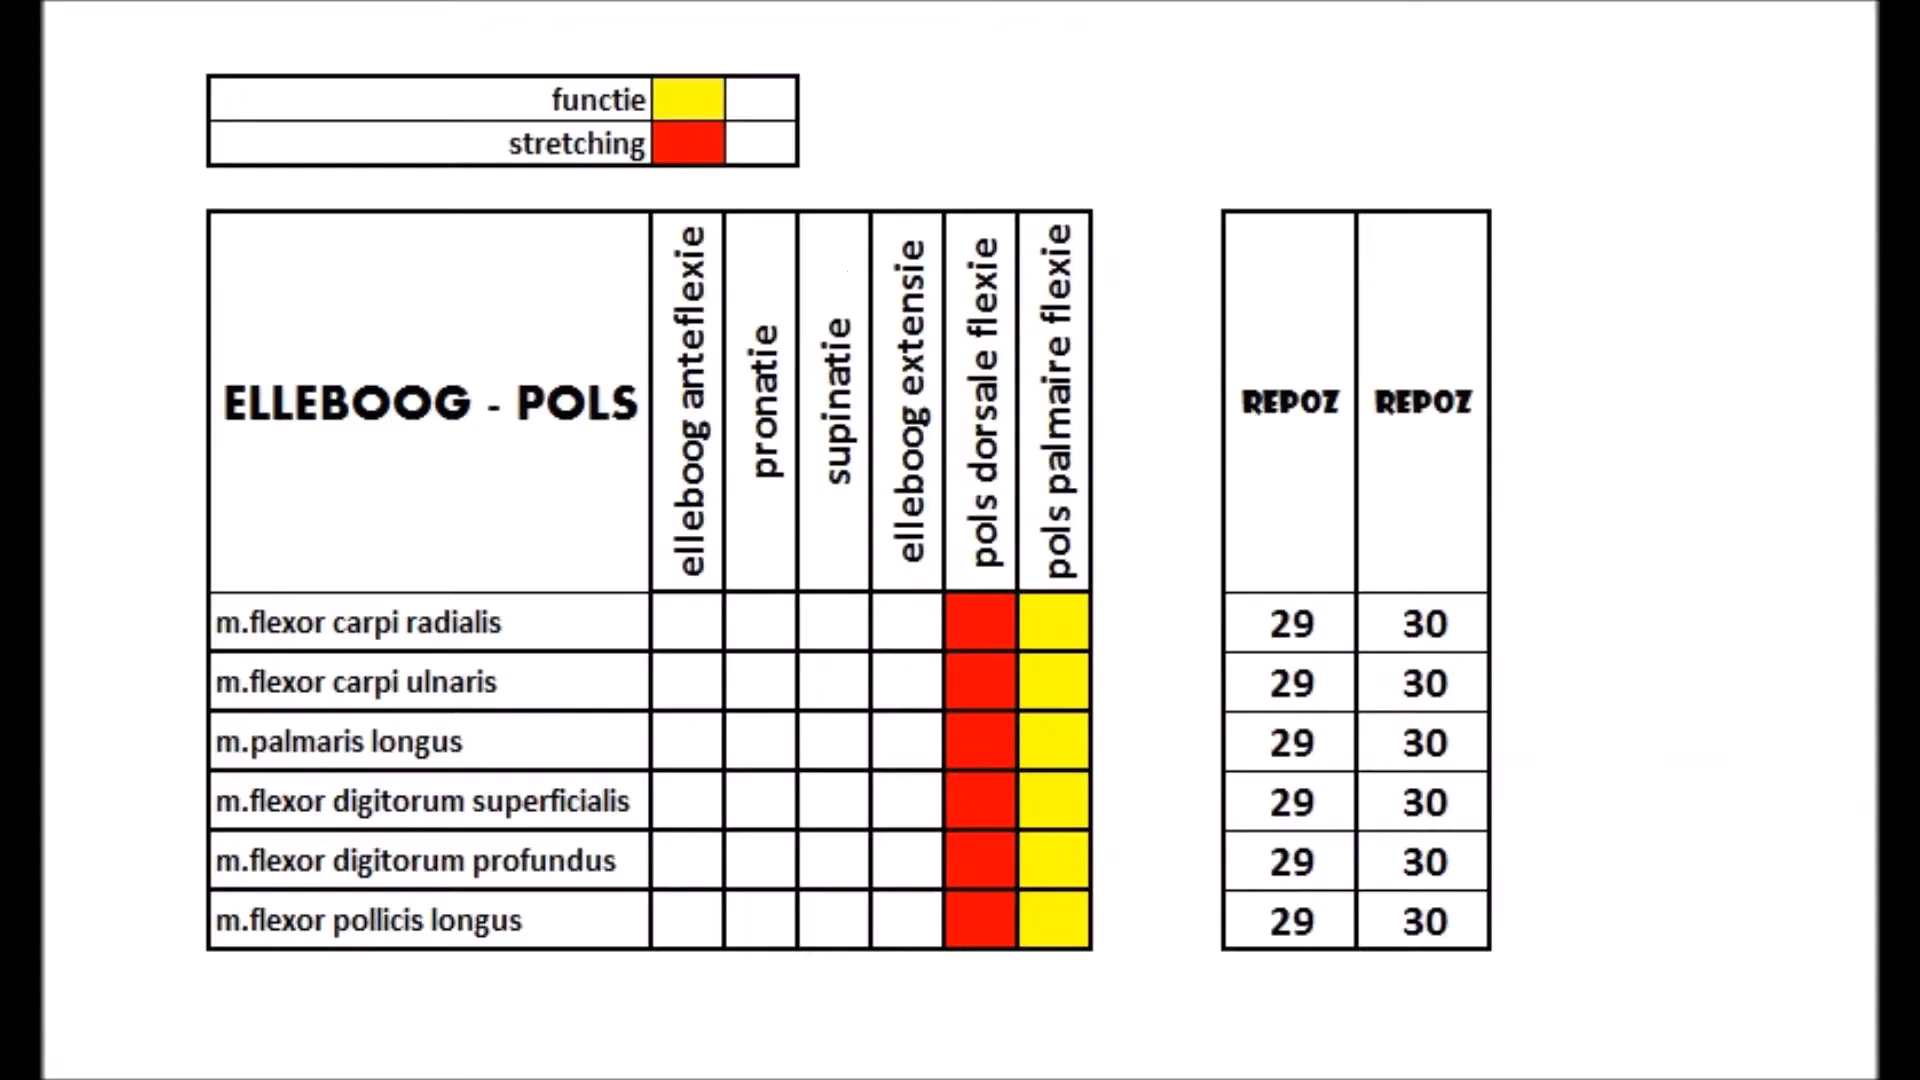 functie
stretching
ELLEBOOG - POLS
elleboog anteflexie
pronatie
supinatie
elleboog extensie
pols dorsale flexie
pols palmaire flexie
REPOZ REPOZ
m.flexor carpi radialis 29 30
m.flexor carpi ulnaris 29 30
m.palmaris longus 29 30
m.flexor digitorum superficialis 29 30
m.flexor digitorum profundus 29 30
m.flexor pollicis longus 29 30